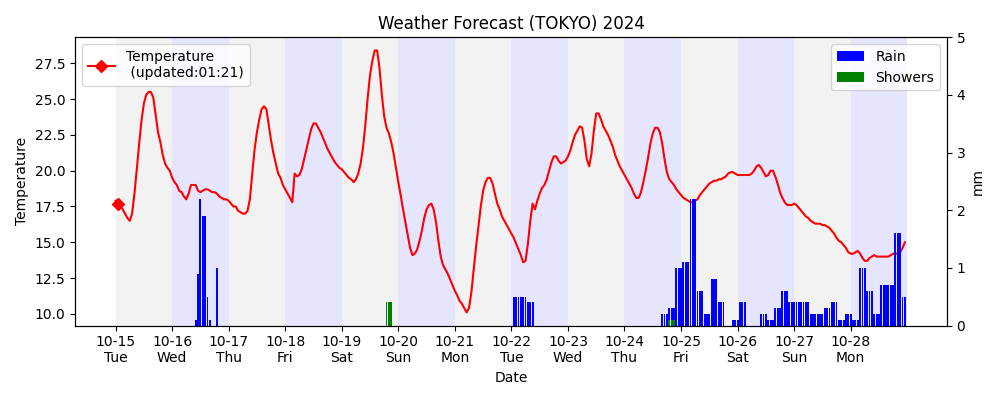 Weather Forecast (TOKYO) 2024
Temperature
(updated:01:21)
Rain
Showers
Temperature
27.5
25.0
22.5
20.0
17.5
15.0
12.5
10.0
5
4
3
2
1
0
mm
10-15 10-16 10-17 10-18 10-19 10-20 10-21 10-22 10-23 10-24 10-25 10-26 10-27 10-28
Tue Wed Thu Fri Sat Sun Mon Tue Wed Thu Fri Sat Sun Mon
Date